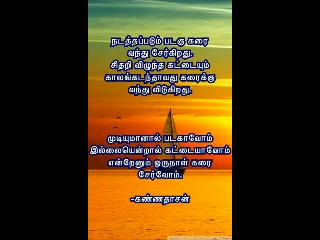 நடத்தப்படும் படகு கரை
வந்து சேர்கிறது.
சிதறி விழுந்த கட்டையும்
காலங்கடந்தாவது கரைக்கு
வந்து விடுகிறது.
முடியுமானால் படகாவோம்
இல்லையென்றால் கட்டையாவோம்
என்றேனும் ஒருநாள் கரை
சேர்வோம்.
-கண்ணதாசன்